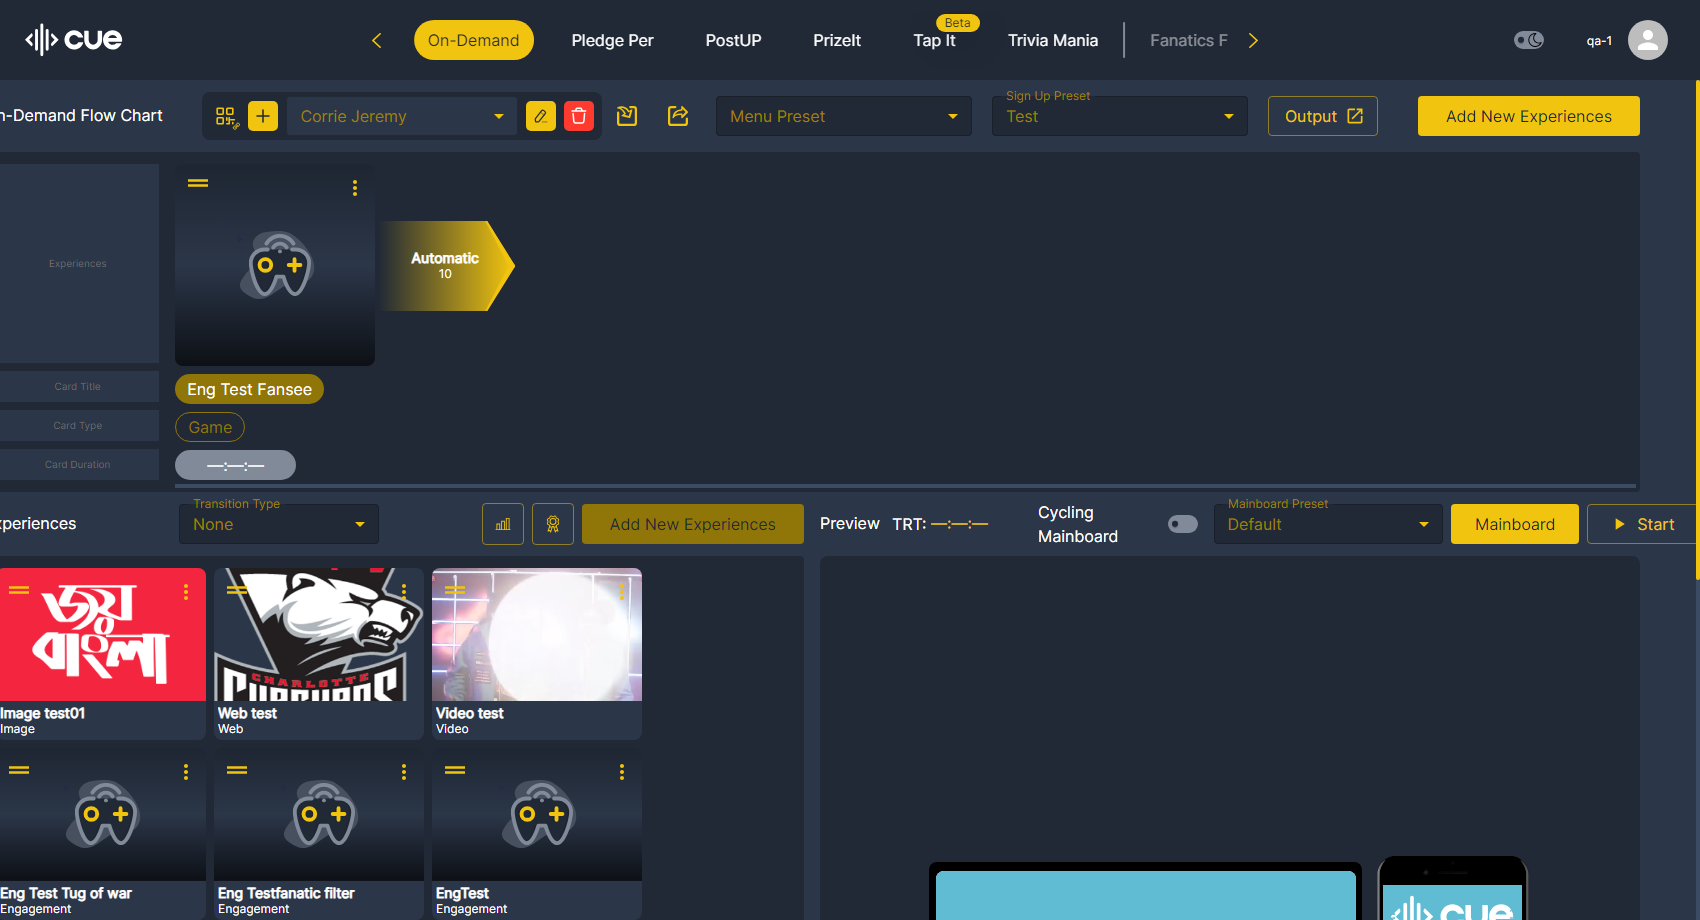 cue
On-Demand
Pledge Per
PostUP
PrizeIt
Beta
Tap It
Trivia Mania
Fanatics F
qa-1
n-Demand Flow Chart
Corrie Jeremy
Menu Preset
Sign Up Preset
Test
Output
Add New Experiences
Experiences
Automatic
10
Card Title
Eng Test Fansee
Card Type
Game
Card Duration
—:—:—
xperiences
Transition Type
None
Add New Experiences
Preview
TRT: —:—:—
Cycling
Mainboard
Mainboard Preset
Default
Mainboard
Start
জয়
বাংলা
CHARLOTTE
Image test01
Image
Web test
Web
Video test
Video
Eng Test Tug of war
Engagement
Eng Testfanatic filter
Engagement
EngTest
Engagement
cue